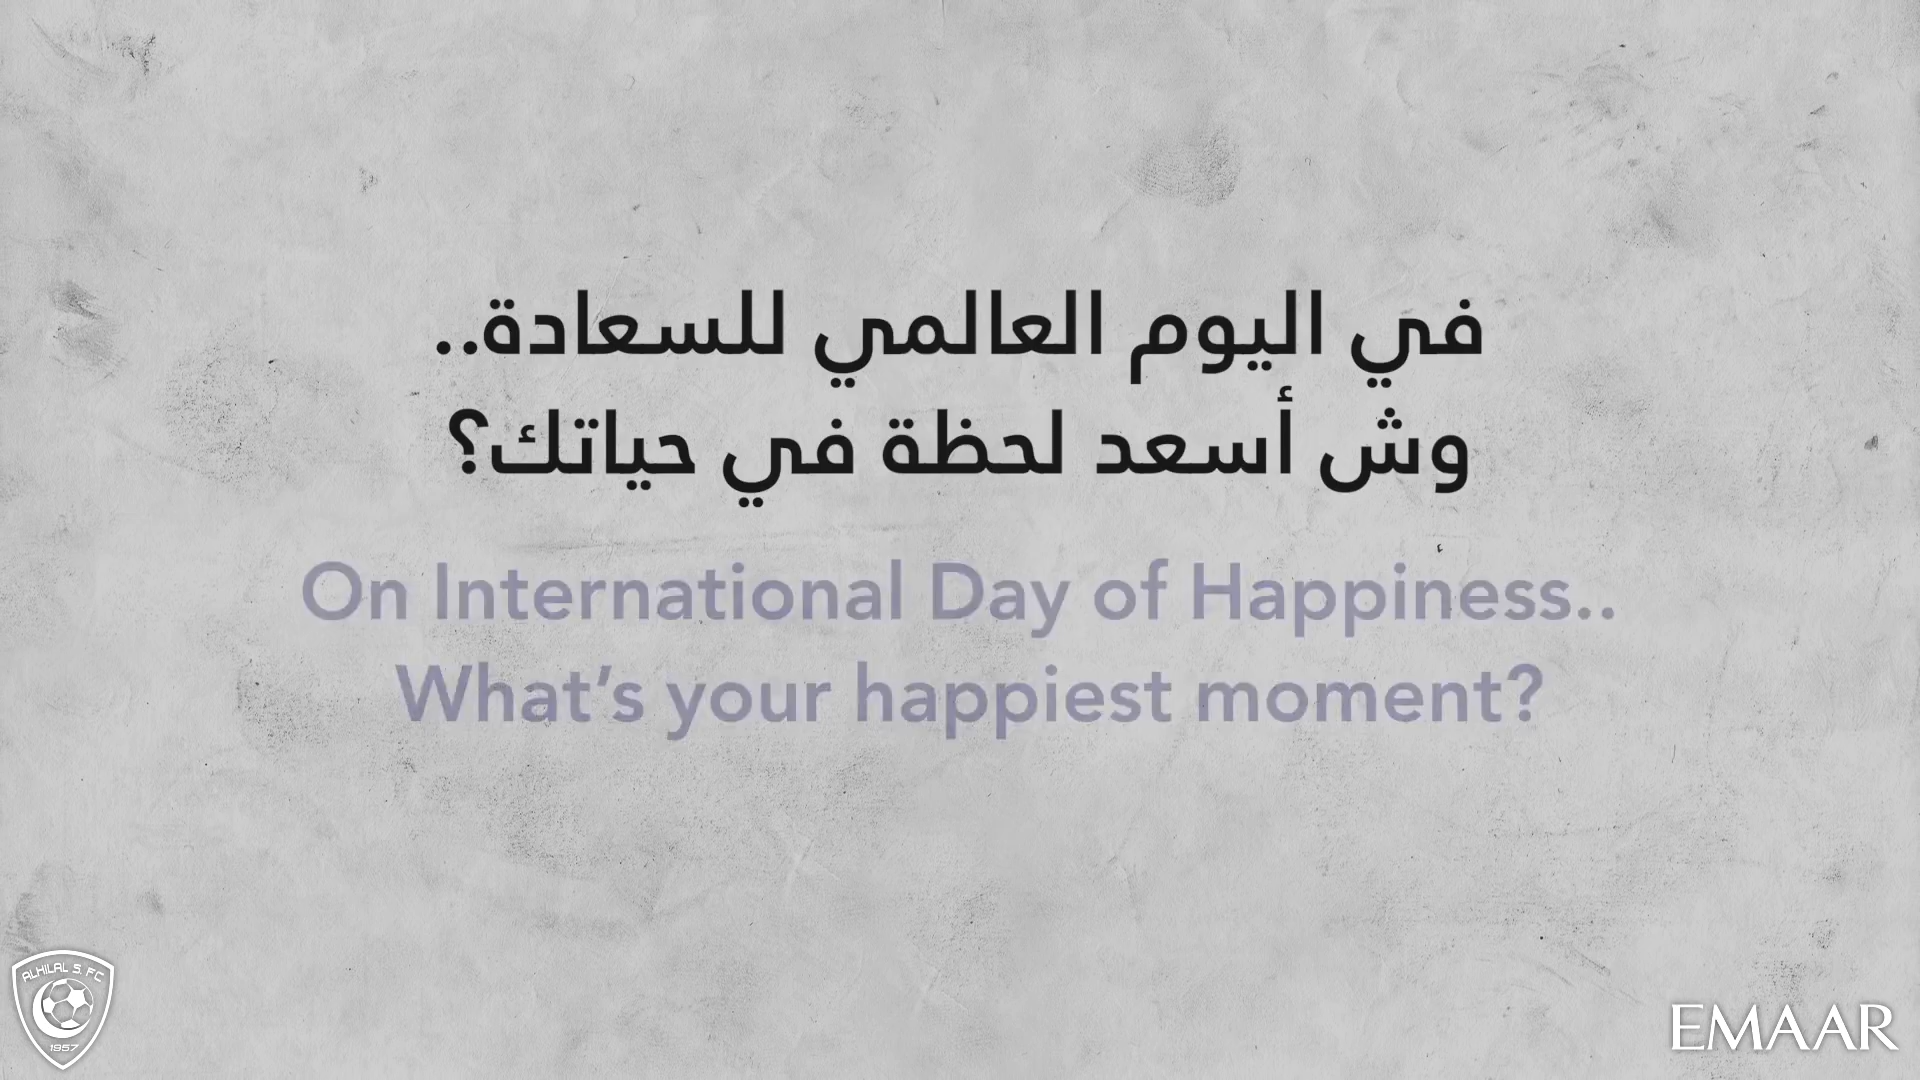 في اليوم العالمي للسعادة..
وش أسعد لحظة في حياتك؟
On International Day of Happiness..
What's your happiest moment?
ALHILAL S. FC
1957
EMAAR